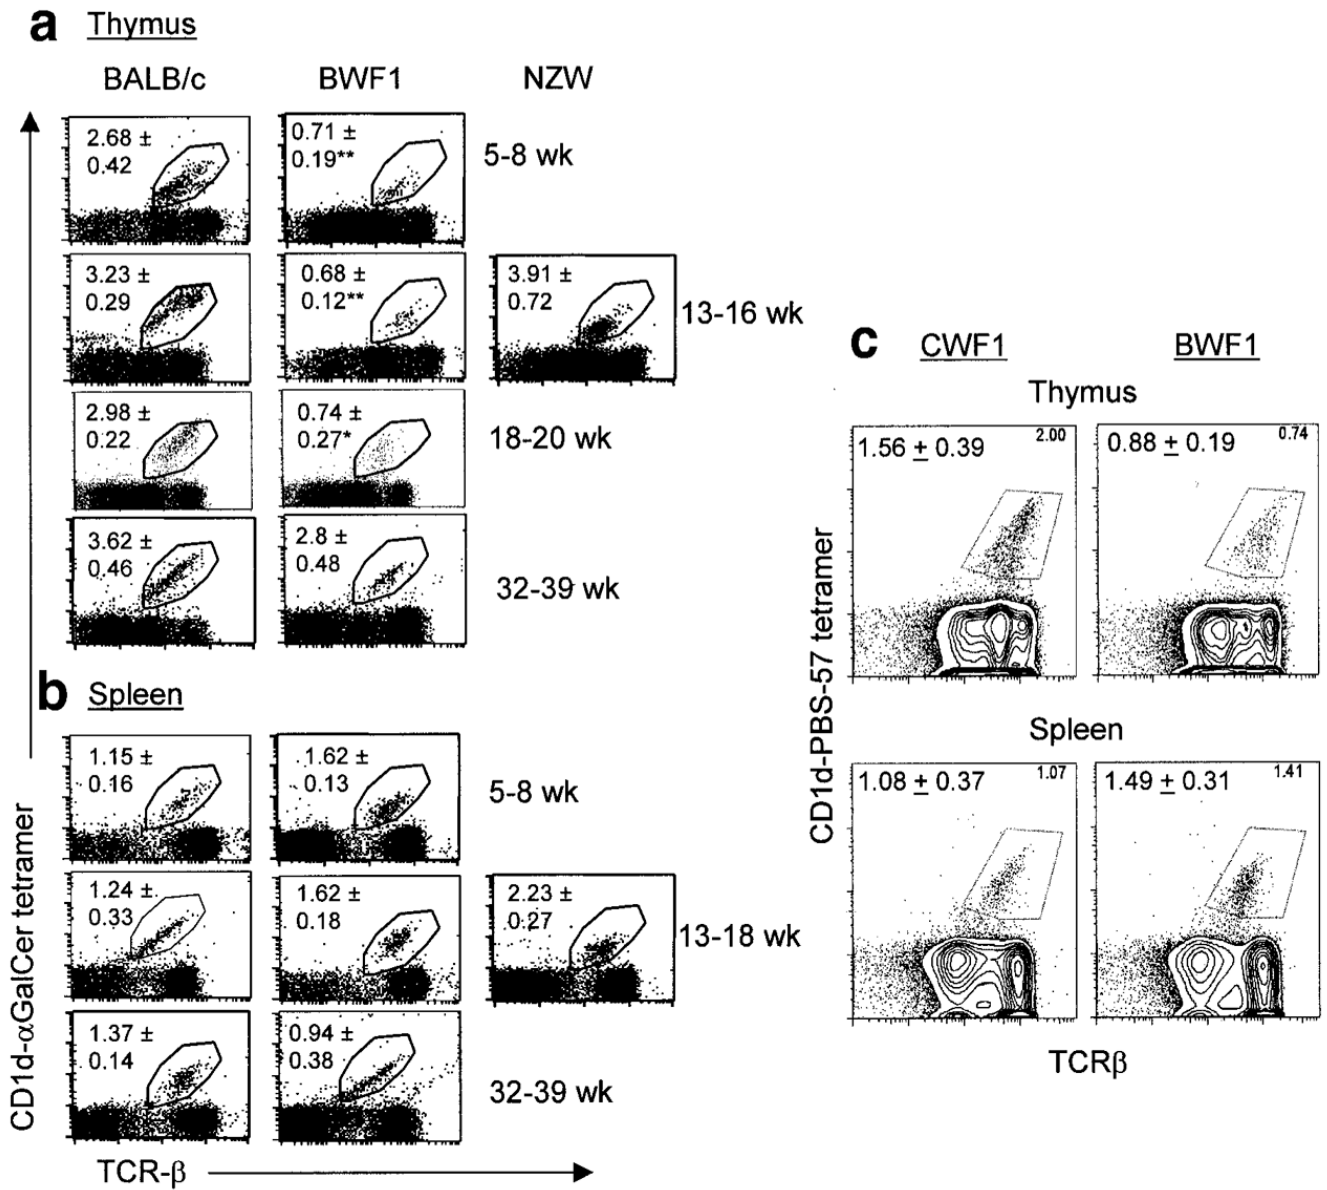 a Thymus
BALB/c BWF1 NZW
2.68 ±
0.42
0.71 ±
0.19**
5-8 wk
3.23 ±
0.29
0.68 ±
0.12**
3.91 ±
0.72
13-16 wk
2.98 ±
0.22
0.74 ±
0.27*
18-20 wk
3.62 ±
0.46
2.8 ±
0.48
32-39 wk
b Spleen
1.15 ±
0.16
1.62 ±
0.13
5-8 wk
1.24 ±
0.33
1.62 ±
0.18
2.23 ±
0.27
13-18 wk
1.37 ±
0.14
0.94 ±
0.38
32-39 wk
CD1d-αGalCer tetramer
TCR-β
c CWF1 BWF1
Thymus
1.56 ± 0.39 2.00
0.88 ± 0.19 0.74
Spleen
1.08 ± 0.37 1.07
1.49 ± 0.31 1.41
CD1d-PBS-57 tetramer
TCRβ